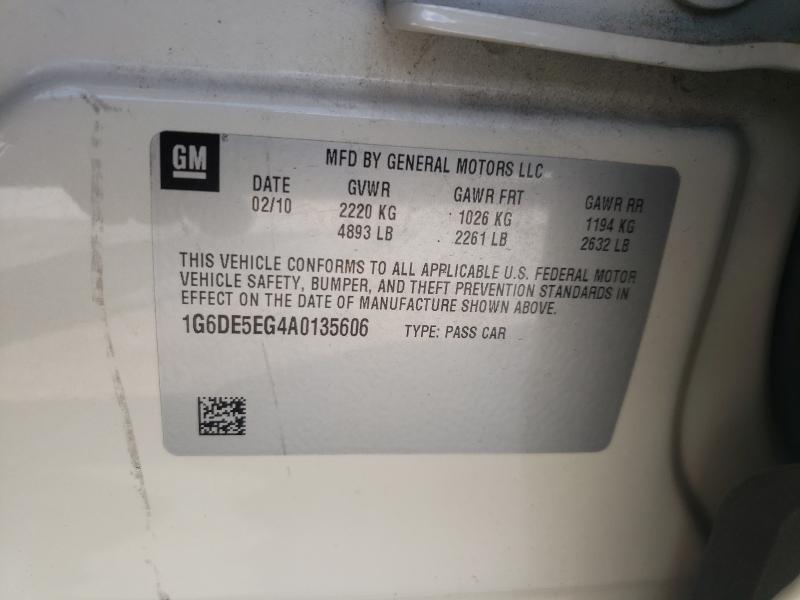 GM
MFD BY GENERAL MOTORS LLC
DATE GVWR GAWR FRT GAWR RR
02/10 2220 KG 1026 KG 1194 KG
4893 LB 2261 LB 2632 LB
THIS VEHICLE CONFORMS TO ALL APPLICABLE U.S. FEDERAL MOTOR
VEHICLE SAFETY, BUMPER, AND THEFT PREVENTION STANDARDS IN
EFFECT ON THE DATE OF MANUFACTURE SHOWN ABOVE.
1G6DE5EG4A0135606 TYPE: PASS CAR